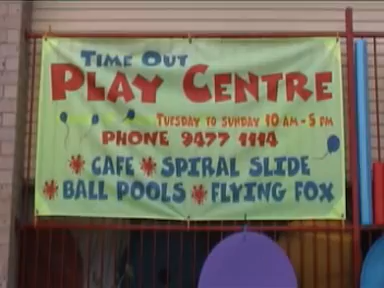 TIME OUT
PLAY CENTRE
TUESDAY TO SUNDAY 10 AM - 5 PM
PHONE 9477 1114
* CAFE * SPIRAL SLIDE
* BALL POOLS * FLYING FOX